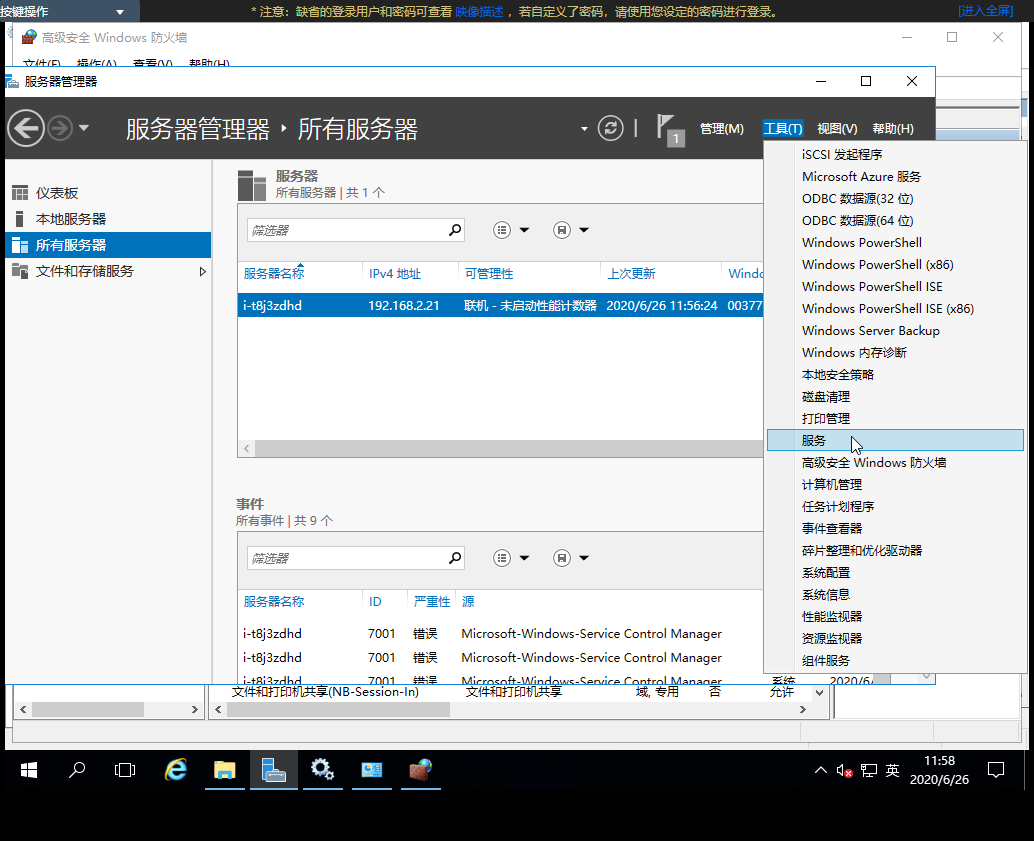 按键操作
* 注意：缺省的登录用户和密码可查看 映像描述 ，若自定义了密码，请使用您设定的密码进行登录。
[进入全屏]
高级安全 Windows 防火墙
文件(F) 操作(A) 查看(V) 帮助(H)
服务器管理器
服务器管理器 · 所有服务器
1
管理(M) 工具(T) 视图(V) 帮助(H)
仪表板
本地服务器
所有服务器
文件和存储服务
服务器
所有服务器 | 共 1 个
筛选器
服务器名称 IPv4 地址 可管理性 上次更新 Windo
i-t8j3zdhd 192.168.2.21 联机 - 未启动性能计数器 2020/6/26 11:56:24 00377
事件
所有事件 | 共 9 个
筛选器
服务器名称 ID 严重性 源
i-t8j3zdhd 7001 错误 Microsoft-Windows-Service Control Manager
i-t8j3zdhd 7001 错误 Microsoft-Windows-Service Control Manager
i-t8j3zdhd 7001 错误 Microsoft-Windows-Service Control Manager 系统 2020/6/
iSCSI 发起程序
Microsoft Azure 服务
ODBC 数据源(32 位)
ODBC 数据源(64 位)
Windows PowerShell
Windows PowerShell (x86)
Windows PowerShell ISE
Windows PowerShell ISE (x86)
Windows Server Backup
Windows 内存诊断
本地安全策略
磁盘清理
打印管理
服务
高级安全 Windows 防火墙
计算机管理
任务计划程序
事件查看器
碎片整理和优化驱动器
系统配置
系统信息
性能监视器
资源监视器
组件服务
文件和打印机共享(NB-Session-In) 文件和打印机共享 域, 专用 否 允许
英
11:58
2020/6/26